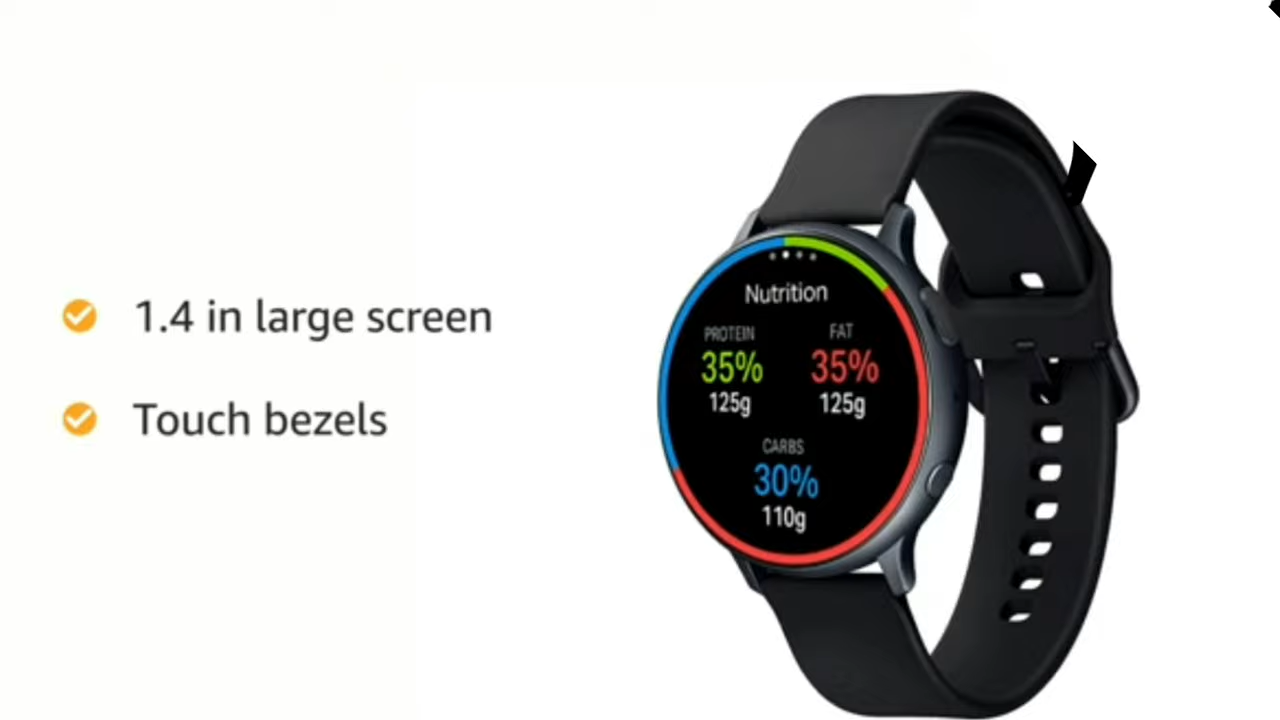 1.4 in large screen
Touch bezels
Nutrition
PROTEIN FAT
35% 35%
125g 125g
CARBS
30%
110g